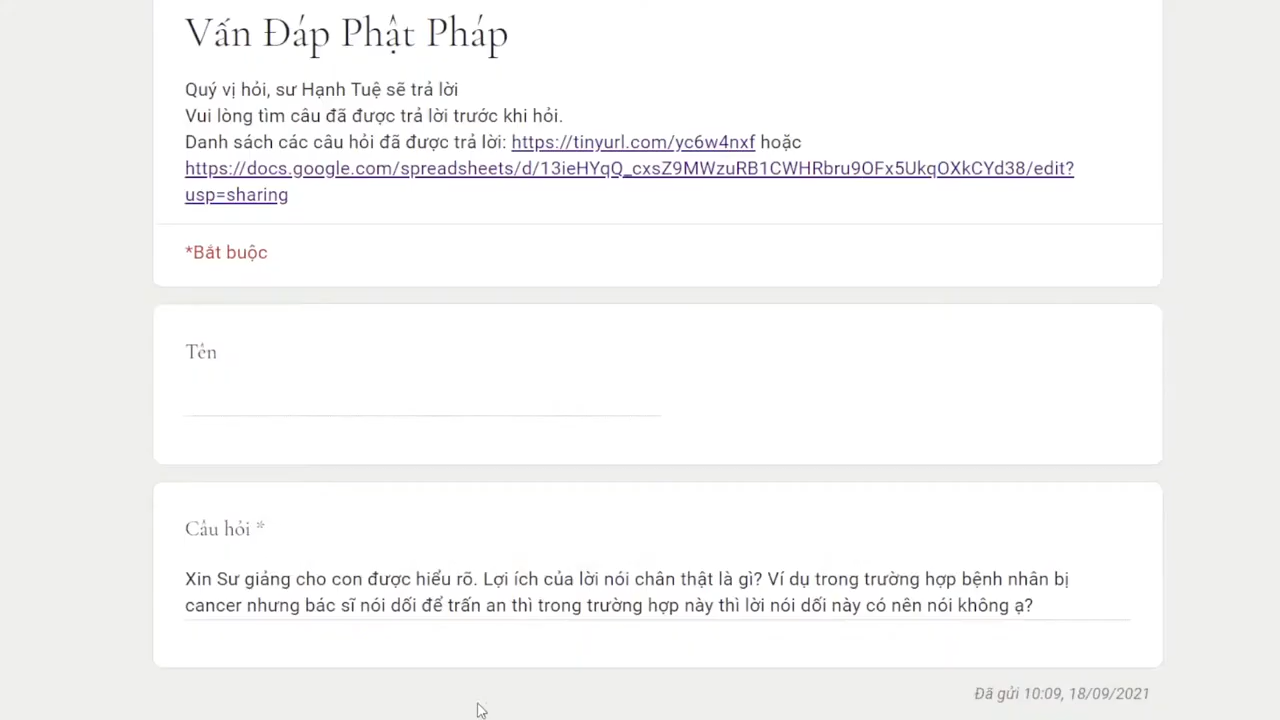 Vấn Đáp Phật Pháp
Quý vị hỏi, sư Hạnh Tuệ sẽ trả lời
Vui lòng tìm câu đã được trả lời trước khi hỏi.
Danh sách các câu hỏi đã được trả lời: https://tinyurl.com/yc6w4nxf hoặc
https://docs.google.com/spreadsheets/d/13ieHYqQ_cxsZ9MWzuRB1CWHRbru9OFx5UkqOXkCYd38/edit?
usp=sharing
*Bắt buộc
Tên
Câu hỏi *
Xin Sư giảng cho con được hiểu rõ. Lợi ích của lời nói chân thật là gì? Ví dụ trong trường hợp bệnh nhân bị
cancer nhưng bác sĩ nói dối để trấn an thì trong trường hợp này thì lời nói dối này có nên nói không ạ?
Đã gửi 10:09, 18/09/2021